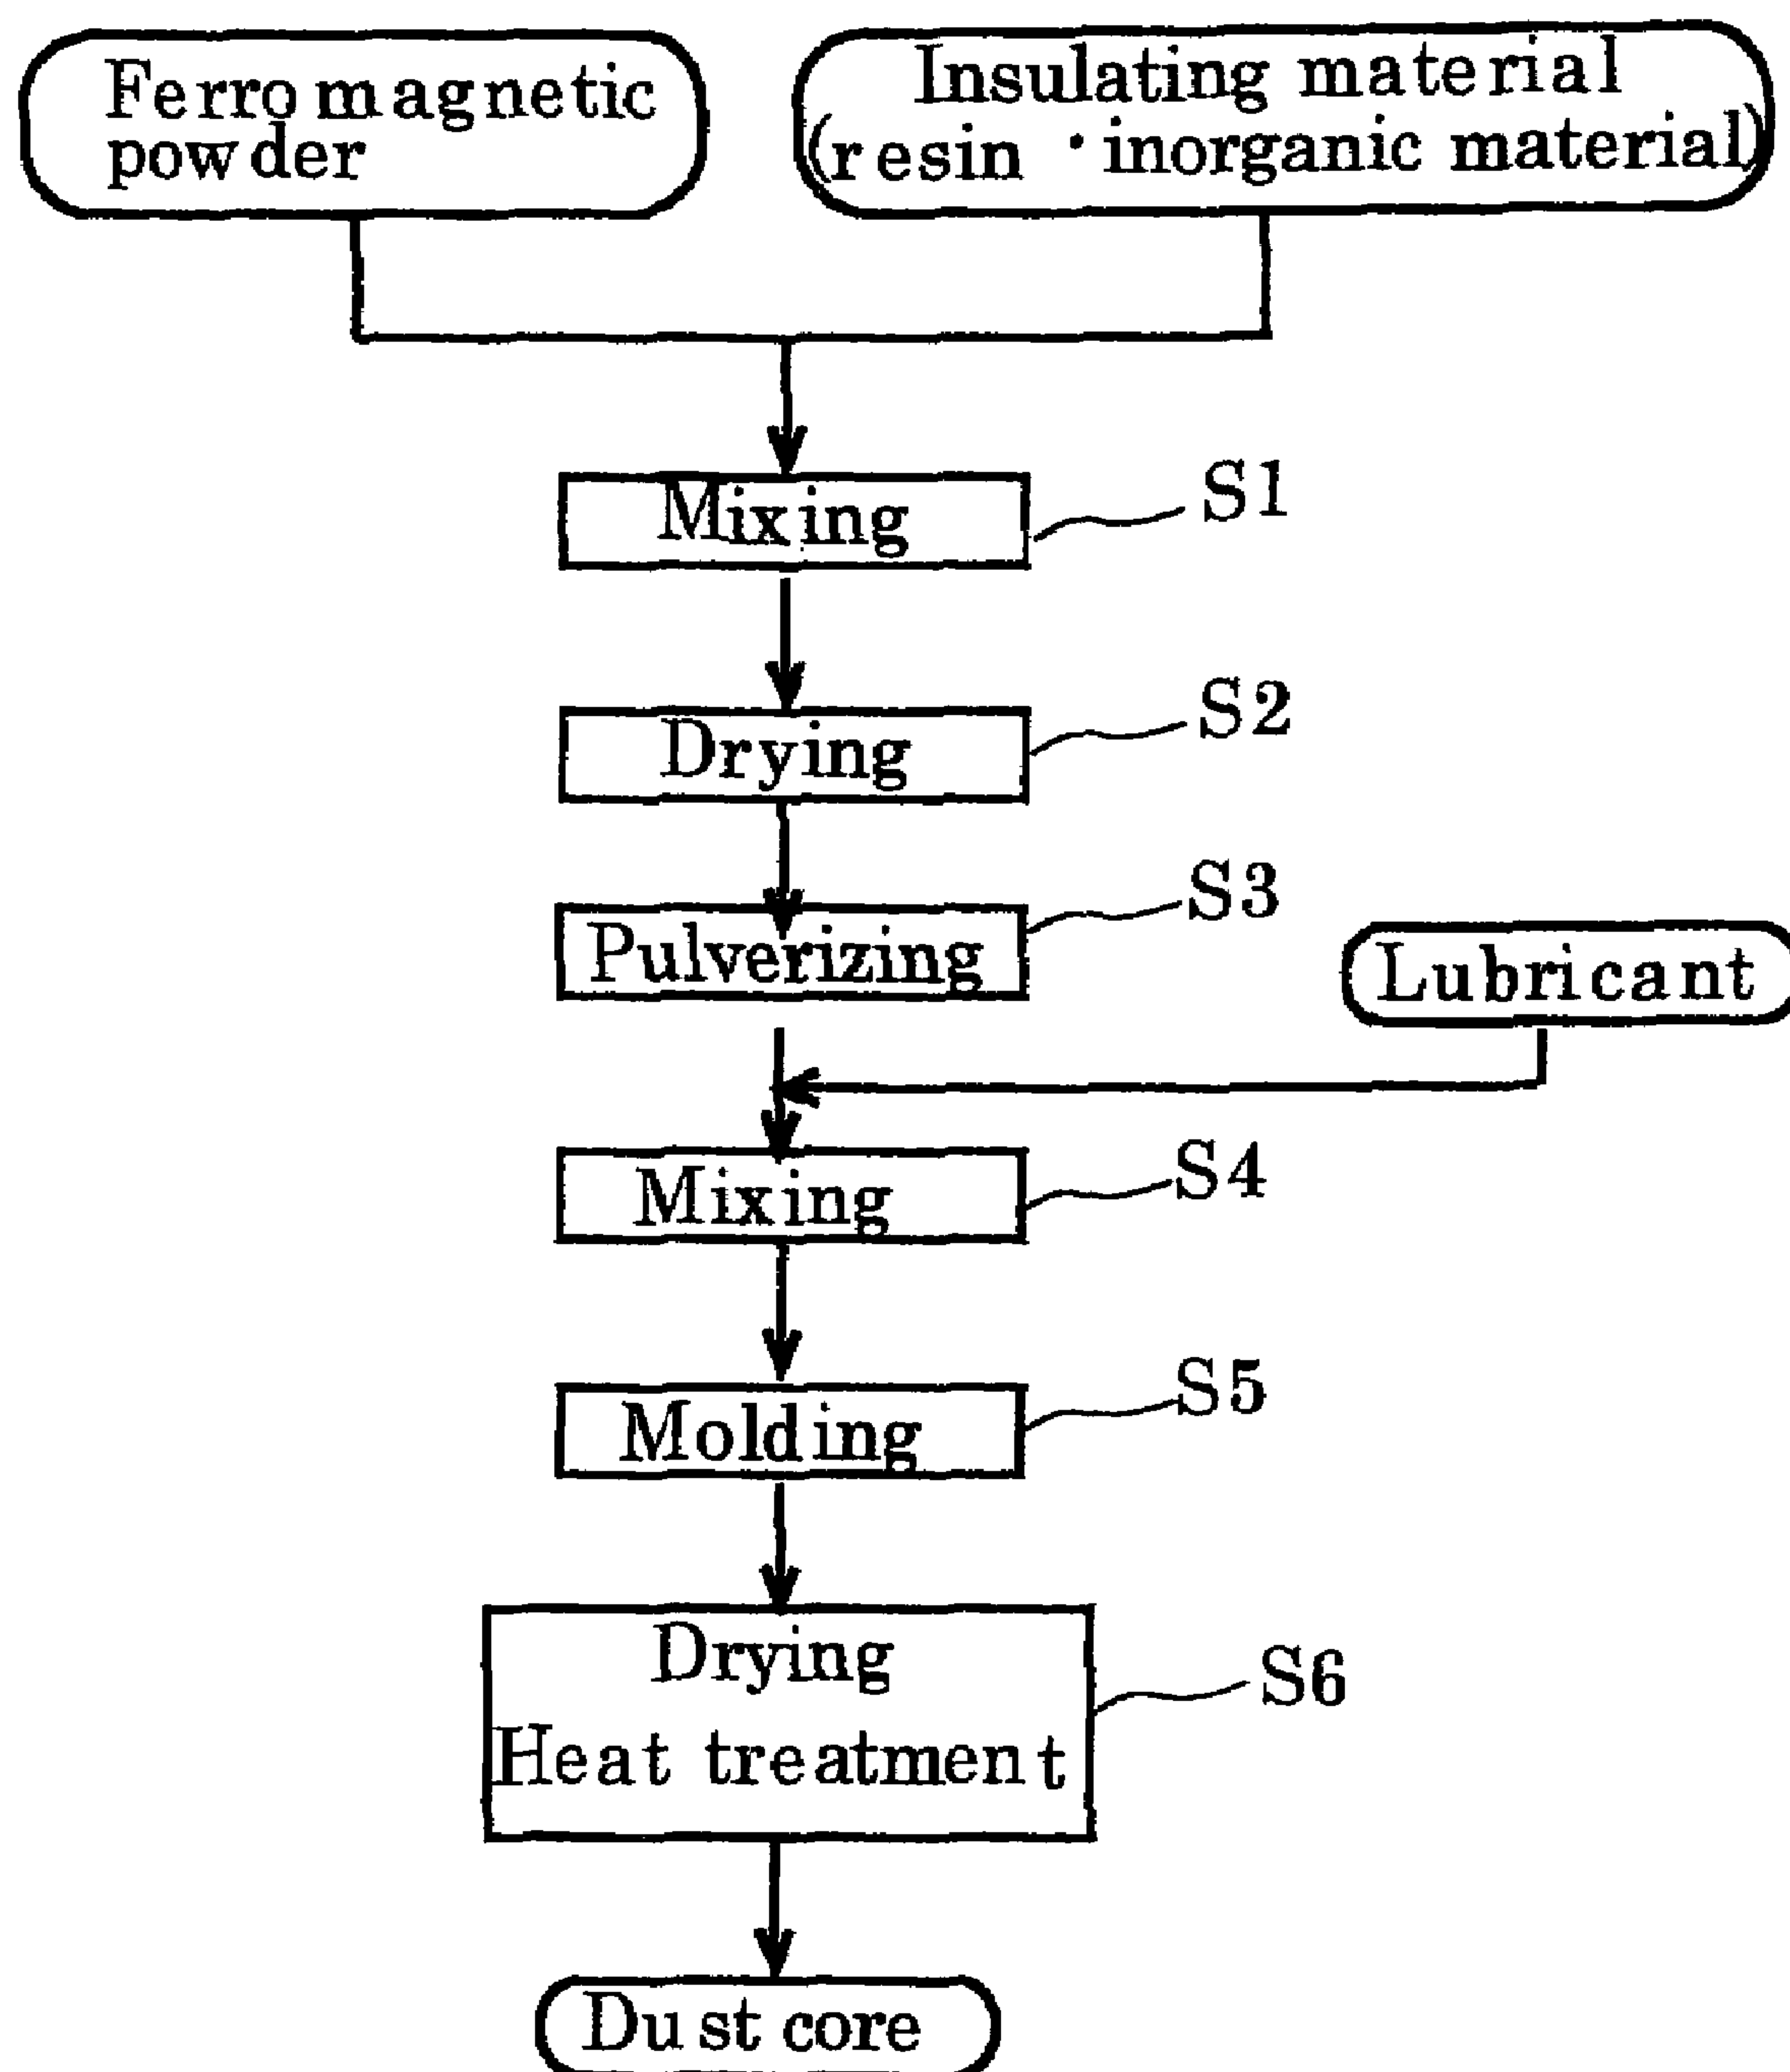 Ferromagnetic
powder
Insulating material
(resin ・inorganic material)
Mixing
S1
Drying
S2
Pulverizing
S3
Lubricant
Mixing
S4
Molding
S5
Drying
Heat treatment
S6
Dust core